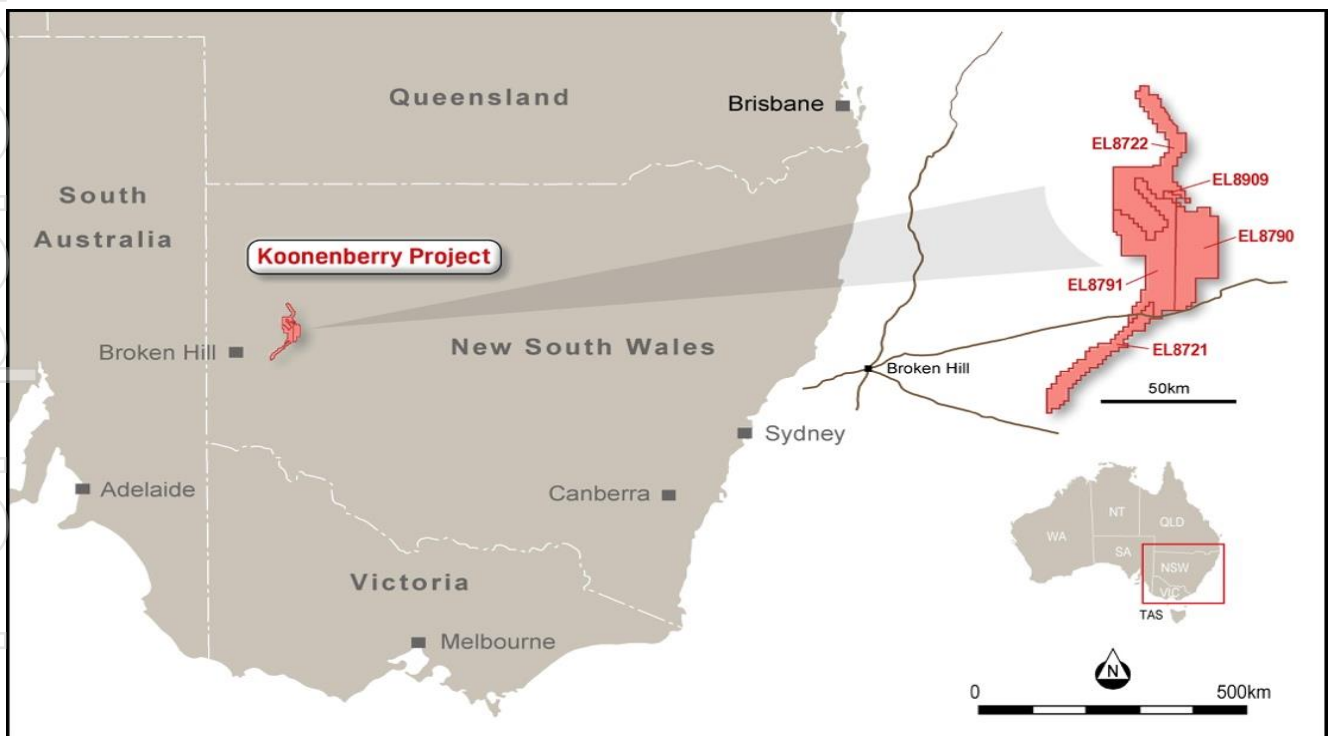 Queensland
Brisbane
South
Australia
Koonenberry Project
Broken Hill
New South Wales
Sydney
Adelaide
Canberra
Victoria
Melbourne
EL8722
EL8909
EL8790
EL8791
EL8721
Broken Hill
50km
NT
QLD
WA
SA
NSW
VIC
TAS
N
0 500km